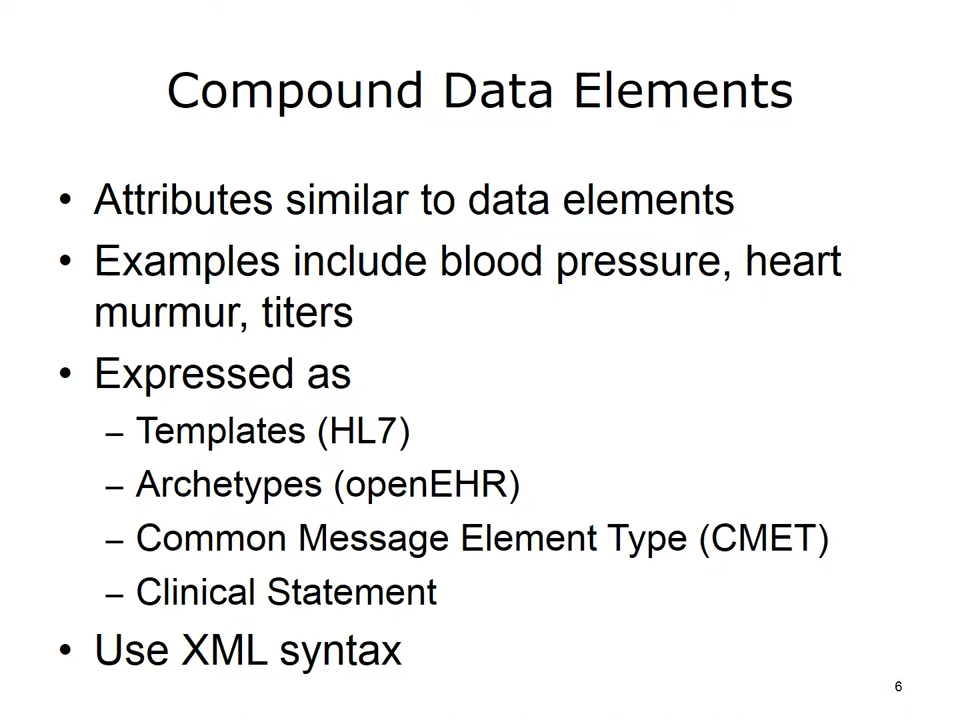 Compound Data Elements
• Attributes similar to data elements
• Examples include blood pressure, heart
murmur, titers
• Expressed as
– Templates (HL7)
– Archetypes (openEHR)
– Common Message Element Type (CMET)
– Clinical Statement
• Use XML syntax
6